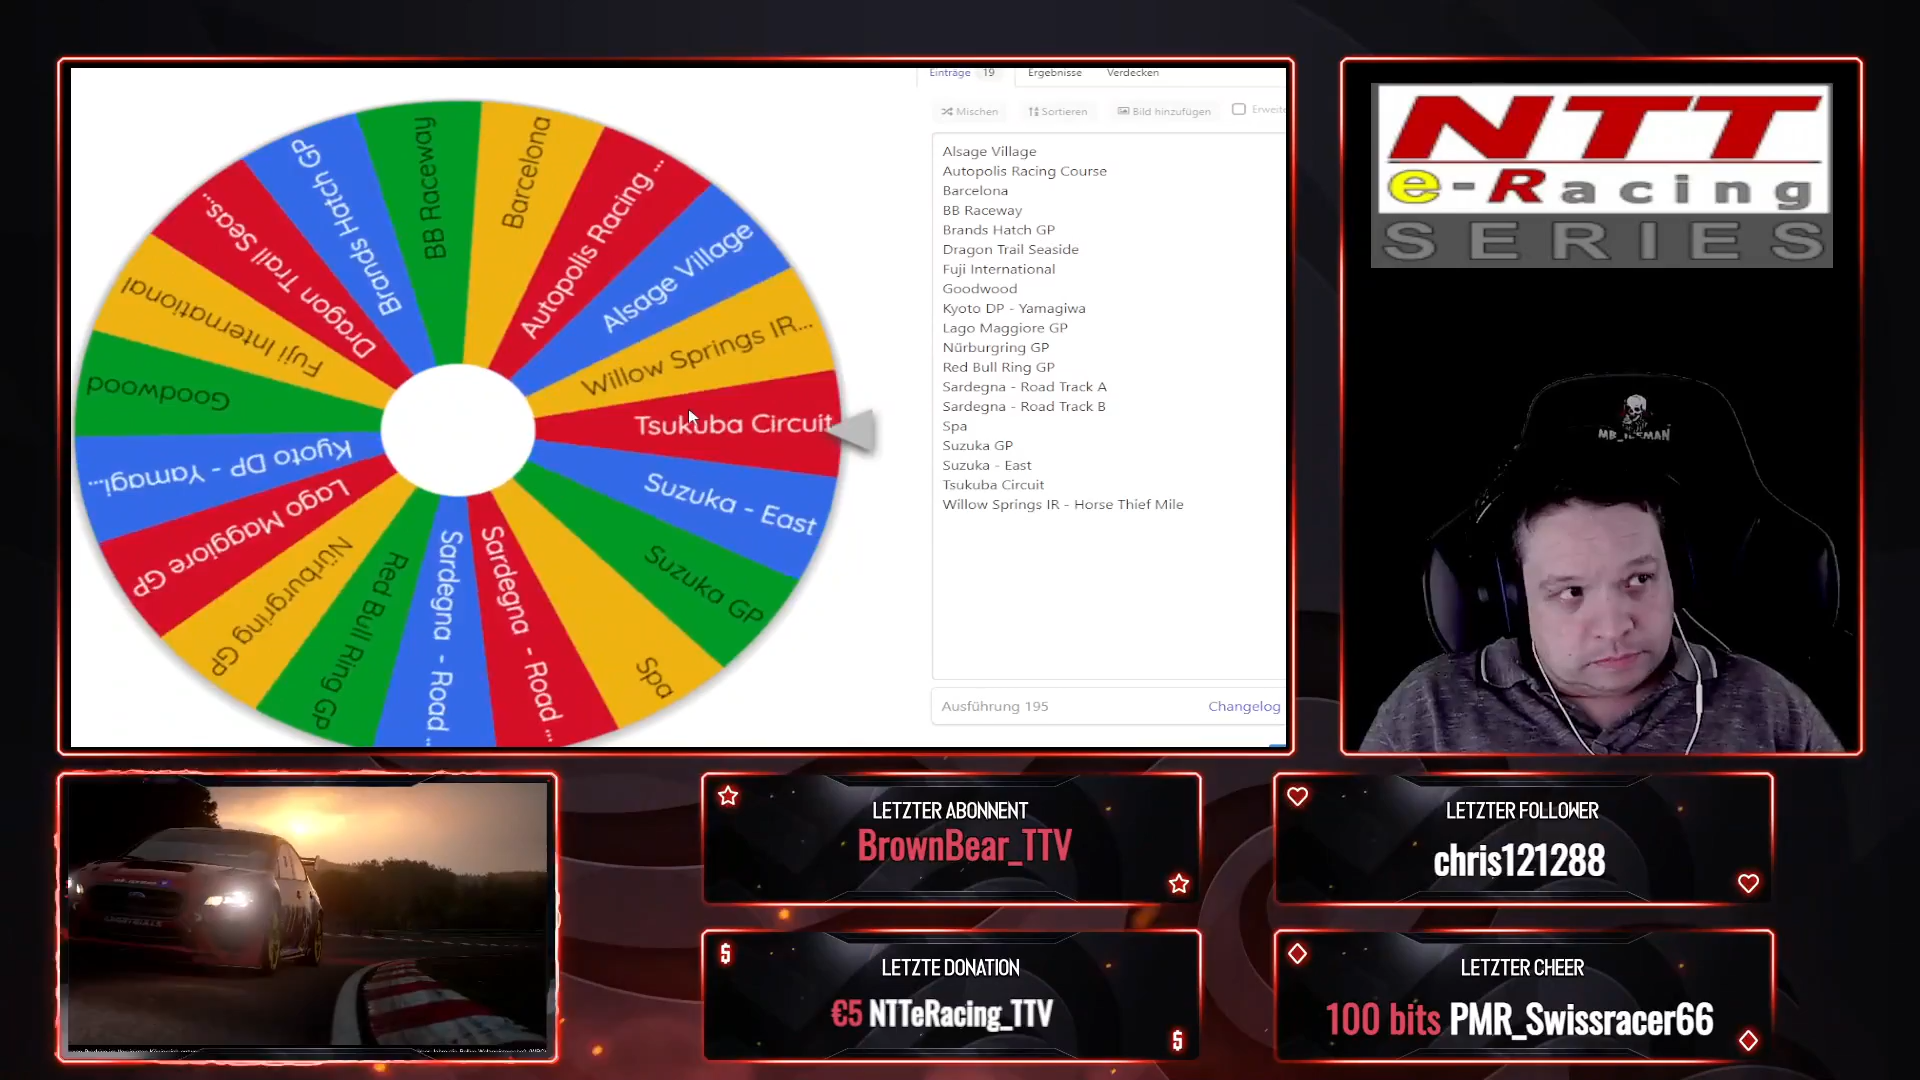 Einträge 19
Ergebnisse
Verdecken
Mischen
Sortieren
Bild hinzufügen
Alsage Village
Autopolis Racing Course
Barcelona
BB Raceway
Brands Hatch GP
Dragon Trail Seaside
Fuji International
Goodwood
Kyoto DP - Yamagiwa
Lago Maggiore GP
Nürburgring GP
Red Bull Ring GP
Sardegna - Road Track A
Sardegna - Road Track B
Spa
Suzuka GP
Suzuka - East
Tsukuba Circuit
Willow Springs IR - Horse Thief Mile
Ausführung 195
Changelog
BB Raceway
Barcelona
Autopolis Racing ...
Alsage Village
Willow Springs IR...
Tsukuba Circuit
Suzuka - East
Suzuka GP
Spa
Sardegna - Road ...
Sardegna - Road ...
Red Bull Ring GP
Nürburgring GP
Lago Maggiore GP
Kyoto DP - Yamagi...
Goodwood
Fuji International
Dragon Trail Seas...
Brands Hatch GP
NTT
e-Racing
SERIES
LETZTER ABONNENT
BrownBear_TTV
LETZTER FOLLOWER
chris121288
LETZTE DONATION
€5 NTTeRacing_TTV
LETZTER CHEER
100 bits PMR_Swissracer66